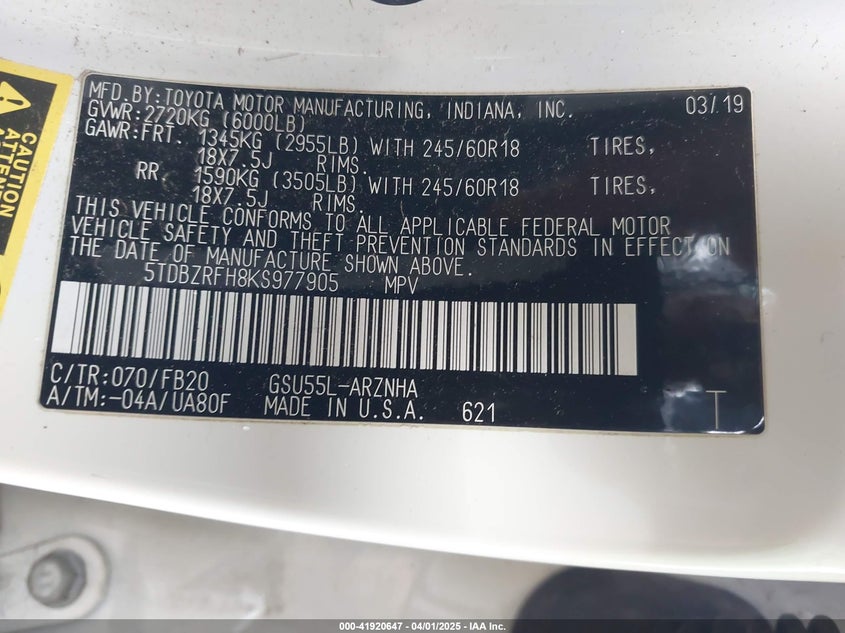 CAUTION
ATTENTION
MFD.BY:TOYOTA MOTOR MANUFACTURING, INDIANA, INC. 03/19
GVWR:2720KG (6000LB)
GAWR:FRT. 1345KG (2955LB) WITH 245/60R18 TIRES,
18X7.5J RIMS.
RR 1590KG (3505LB) WITH 245/60R18 TIRES,
18X7.5J RIMS.
THIS VEHICLE CONFORMS TO ALL APPLICABLE FEDERAL MOTOR
VEHICLE SAFETY AND THEFT PREVENTION STANDARDS IN EFFECT ON
THE DATE OF MANUFACTURE SHOWN ABOVE.
5TDBZRFH8KS977905 MPV
C/TR:070/FB20 GSU55L-ARZNHA
A/TM:-04A/UA80F MADE IN U.S.A. 621 T
000-41920647 - 04/01/2025 - IAA Inc.